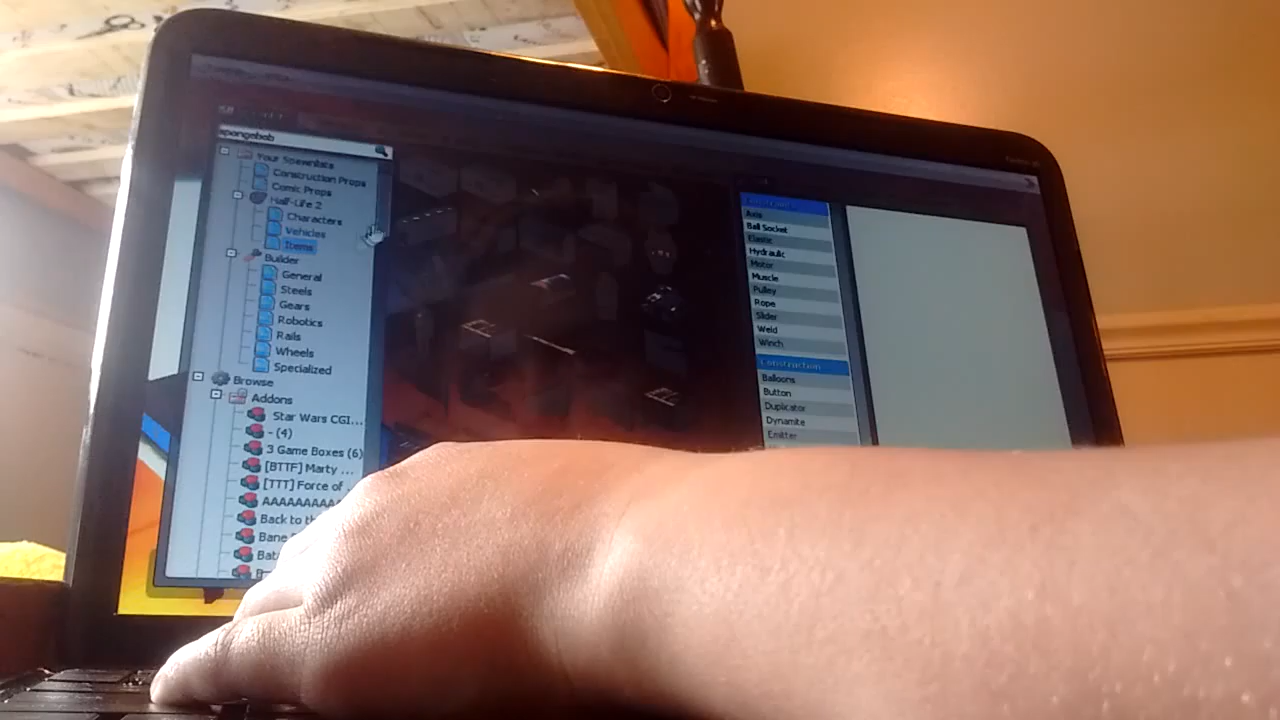 spongebob
Your Spawnlists
Construction Props
Comic Props
Half-Life 2
Characters
Vehicles
Items
Builder
General
Steels
Gears
Robotics
Rails
Wheels
Specialized
Browse
Addons
Star Wars CGI...
- (4)
3 Game Boxes (6)
[BTTF] Marty ...
[TTT] Force of
AAAAAAAAA
Back to th
Bane
Bat
Constraints
Axis
Ball Socket
Elastic
Hydraulic
Motor
Muscle
Pulley
Rope
Slider
Weld
Winch
Construction
Balloons
Button
Duplicator
Dynamite
Emitter